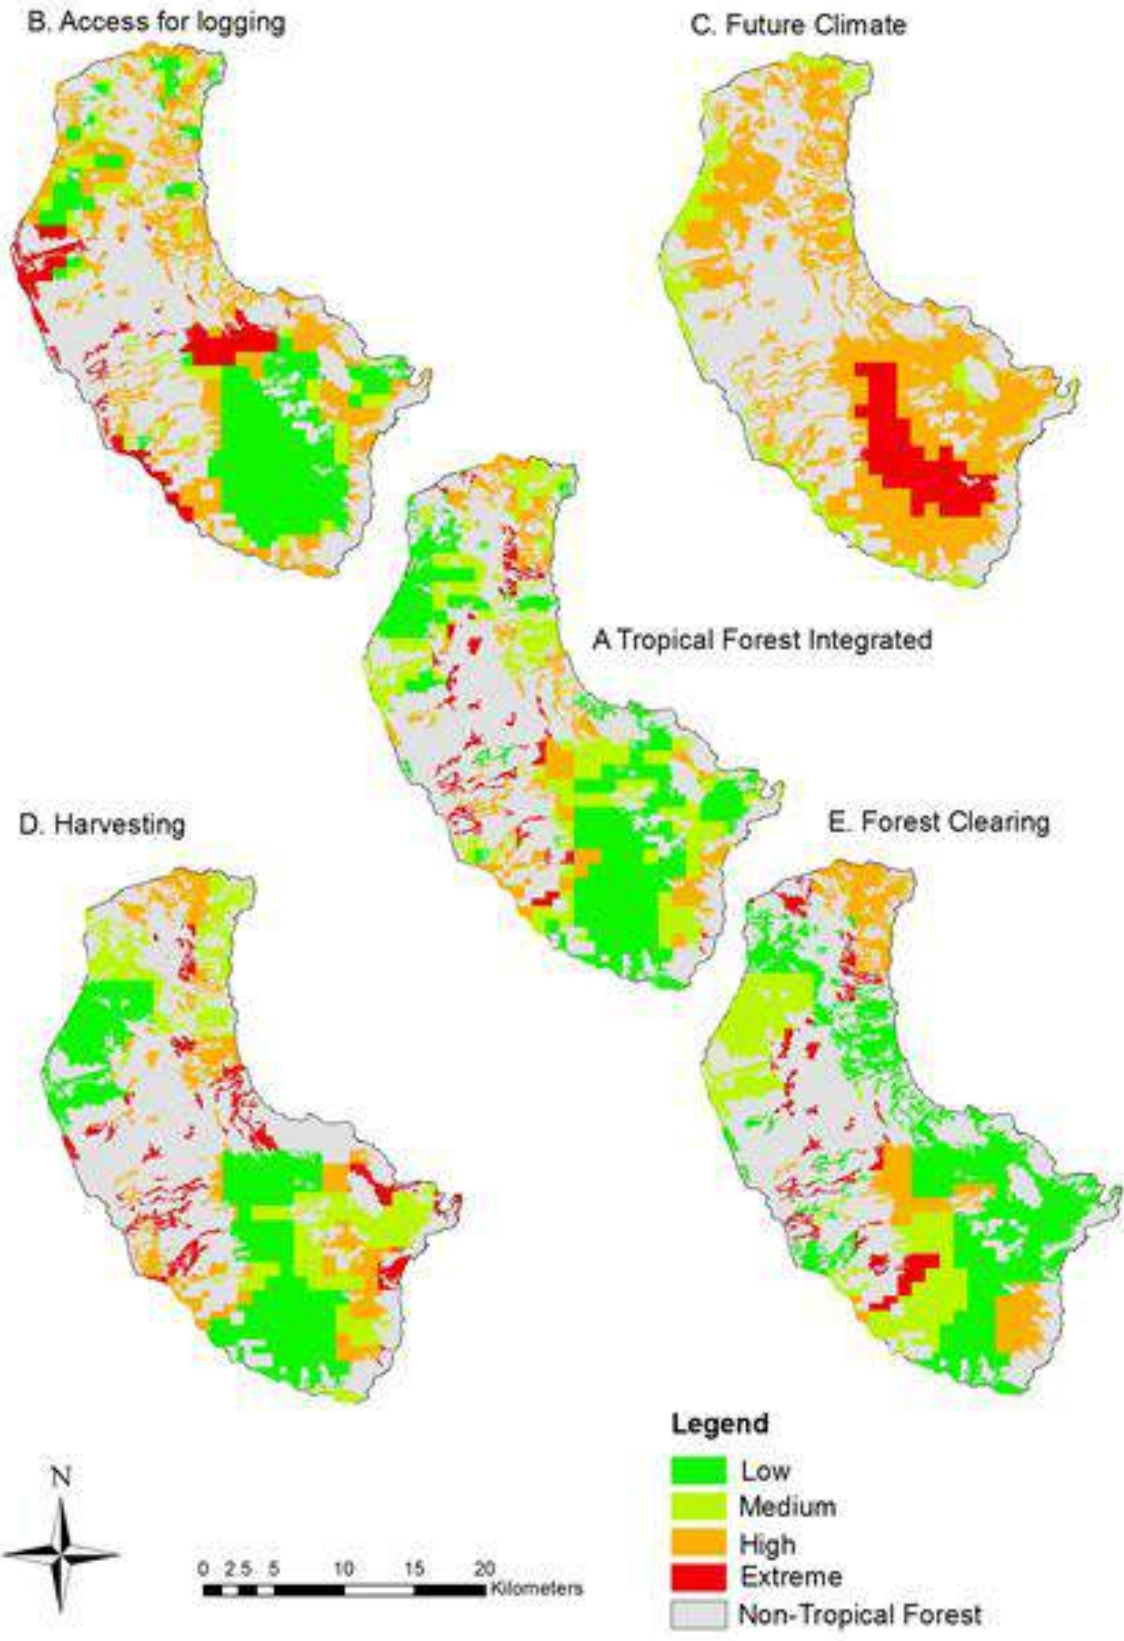 B. Access for logging
C. Future Climate
A Tropical Forest Integrated
D. Harvesting
E. Forest Clearing
Legend
Low
Medium
High
Extreme
Non-Tropical Forest
N
0 2.5 5 10 15 20
Kilometers